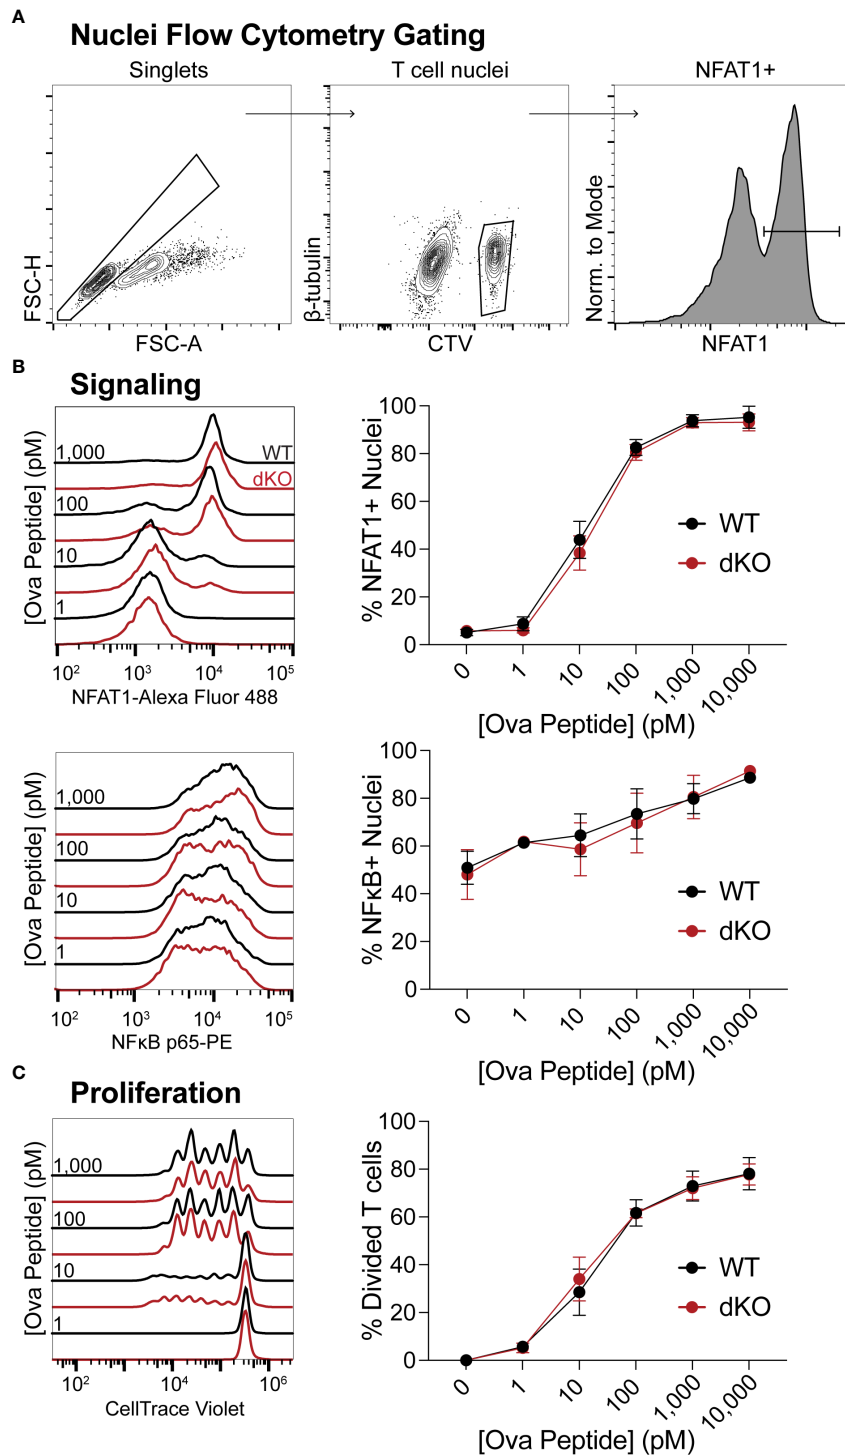 A
Nuclei Flow Cytometry Gating
Singlets
T cell nuclei
NFAT1+
FSC-H
β-tubulin
Norm. to Mode
FSC-A
CTV
NFAT1
B
Signaling
[Ova Peptide] (pM)
1,000
WT
dKO
100
10
1
10² 10³ 10⁴ 10⁵
NFAT1-Alexa Fluor 488
% NFAT1+ Nuclei
100
80
60
40
20
0
WT
dKO
0 1 10 100 1,000 10,000
[Ova Peptide] (pM)
[Ova Peptide] (pM)
1,000
100
10
1
10² 10³ 10⁴ 10⁵
NFκB p65-PE
% NFκB+ Nuclei
100
80
60
40
20
0
WT
dKO
0 1 10 100 1,000 10,000
[Ova Peptide] (pM)
C
Proliferation
[Ova Peptide] (pM)
1,000
100
10
1
10² 10⁴ 10⁶
CellTrace Violet
% Divided T cells
100
80
60
40
20
0
WT
dKO
0 1 10 100 1,000 10,000
[Ova Peptide] (pM)